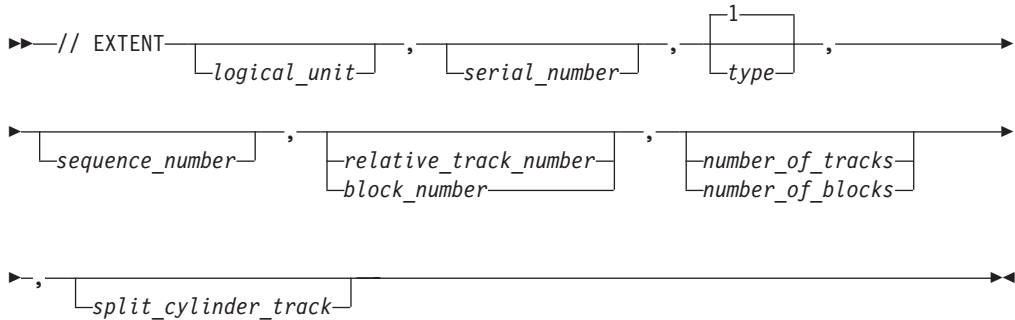 1
// EXTENT , , ,
logical_unit serial_number type
, , ,
sequence_number relative_track_number number_of_tracks
block_number number_of_blocks
,
split_cylinder_track